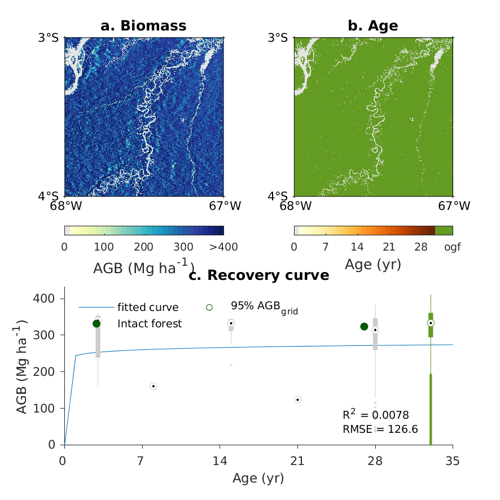 a. Biomass
b. Age
3°S
4°S
68°W
67°W
3°S
4°S
68°W
67°W
0 100 200 300 >400
AGB (Mg ha-1)
0 7 14 21 28 ogf
Age (yr)
c. Recovery curve
AGB (Mg ha-1)
400
300
200
100
0
fitted curve
Intact forest
95% AGBgrid
R2 = 0.0078
RMSE = 126.6
0 7 14 21 28 35
Age (yr)